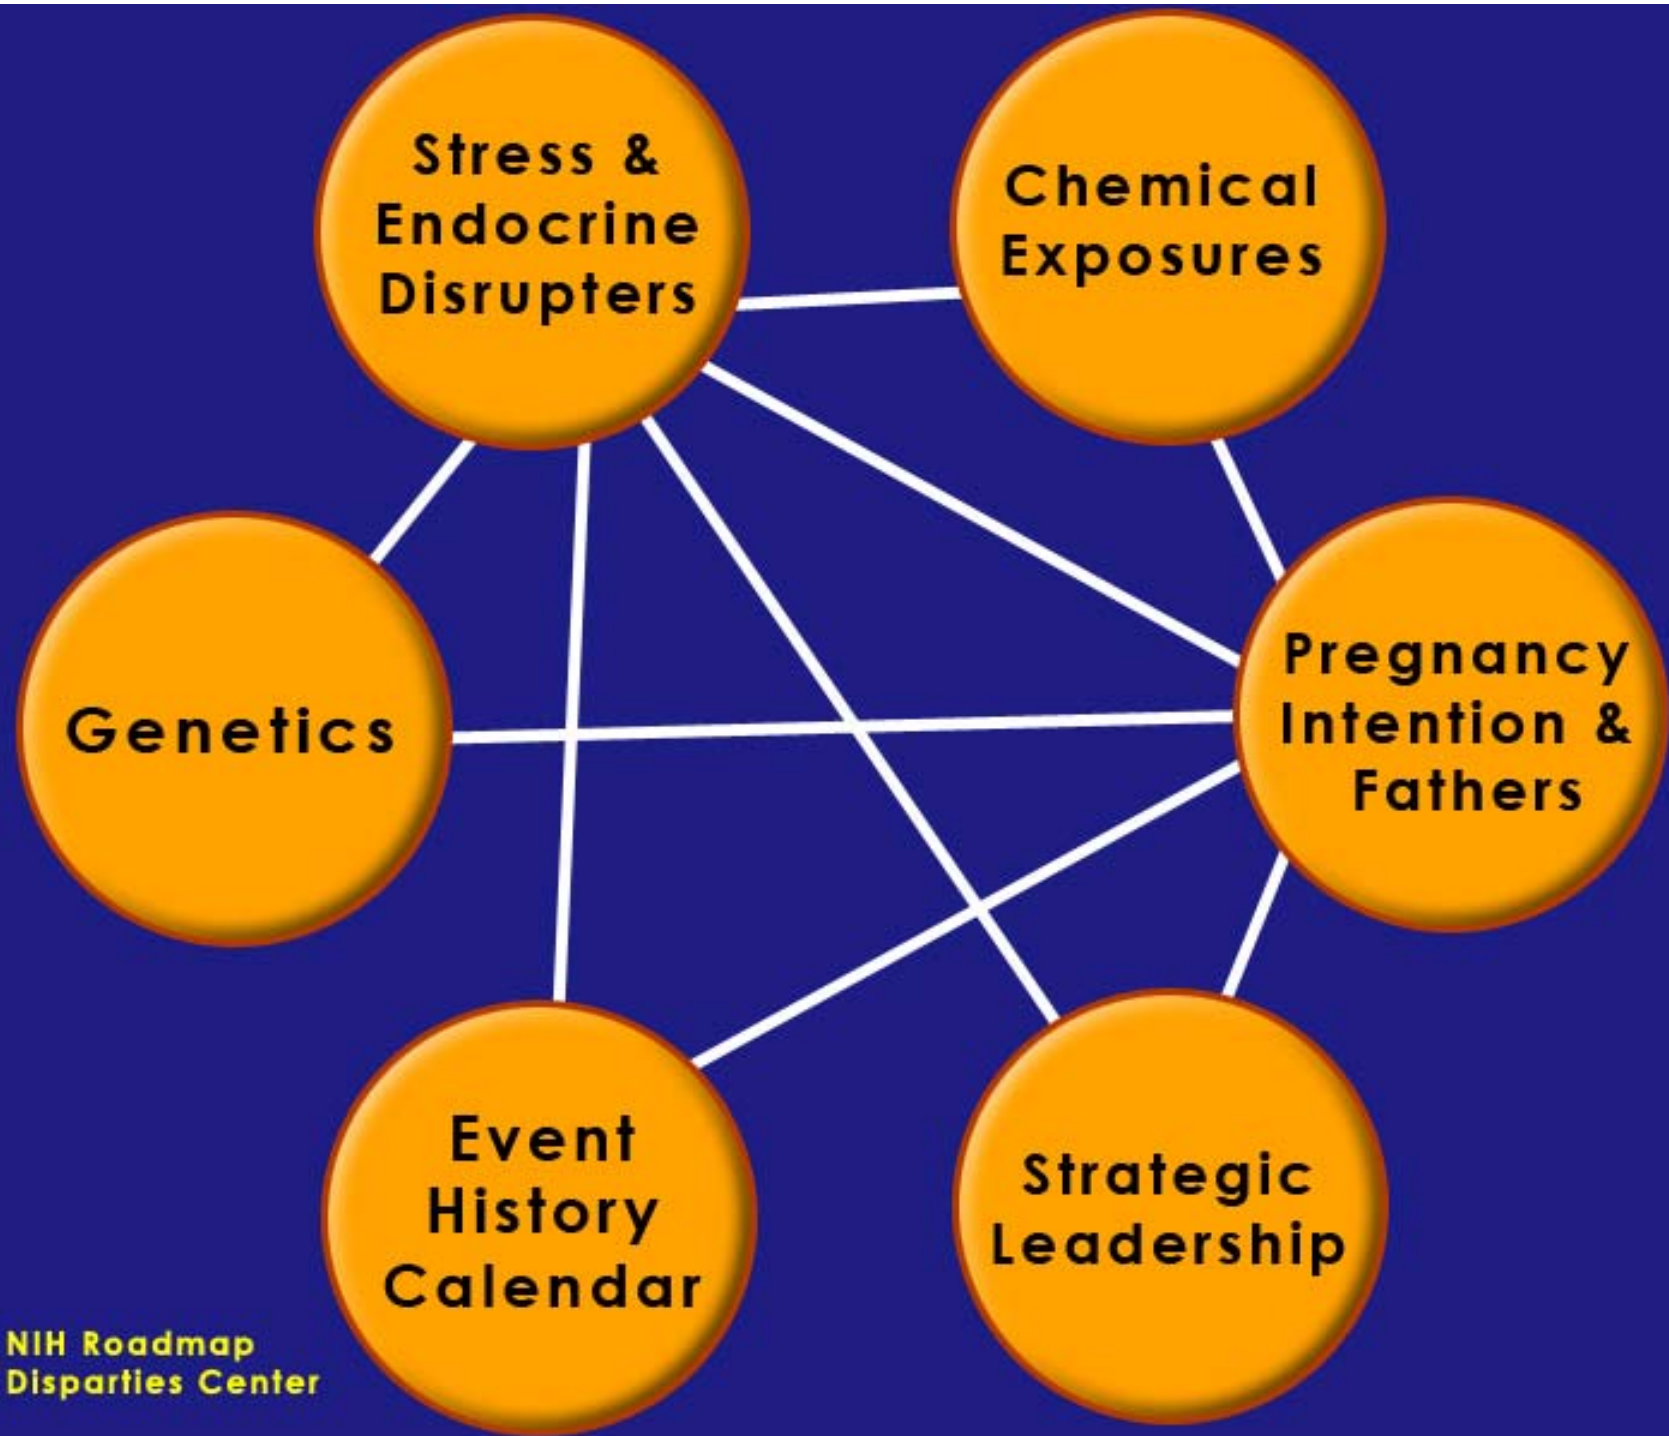 Stress &
Endocrine
Disrupters
Chemical
Exposures
Genetics
Pregnancy
Intention &
Fathers
Event
History
Calendar
Strategic
Leadership
NIH Roadmap
Disparties Center